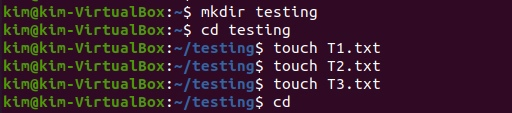 kim@kim-VirtualBox:~$ mkdir testing
kim@kim-VirtualBox:~$ cd testing
kim@kim-VirtualBox:~/testing$ touch T1.txt
kim@kim-VirtualBox:~/testing$ touch T2.txt
kim@kim-VirtualBox:~/testing$ touch T3.txt
kim@kim-VirtualBox:~/testing$ cd